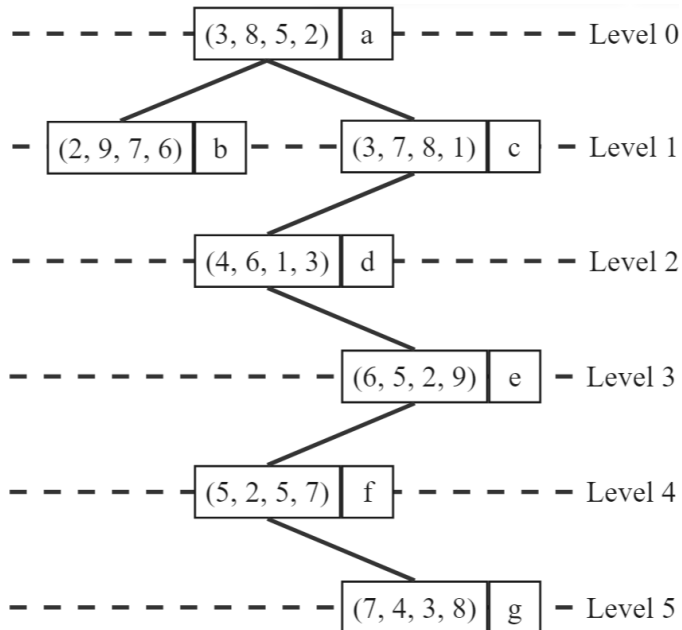 (3, 8, 5, 2) a Level 0
(2, 9, 7, 6) b (3, 7, 8, 1) c Level 1
(4, 6, 1, 3) d Level 2
(6, 5, 2, 9) e Level 3
(5, 2, 5, 7) f Level 4
(7, 4, 3, 8) g Level 5